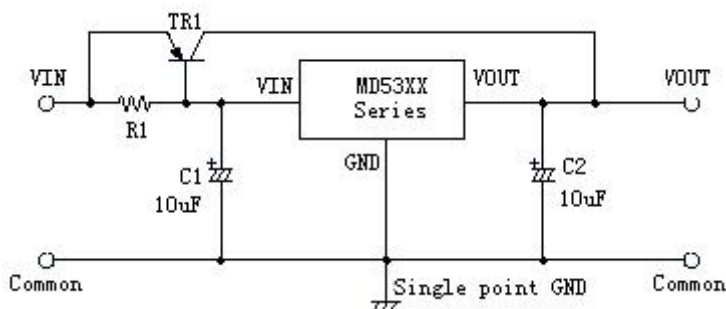 TR1
VIN
R1
VIN
MD53XX
Series
VOUT
VOUT
GND
+
C1
10uF
+
C2
10uF
Common
Single point GND
Common